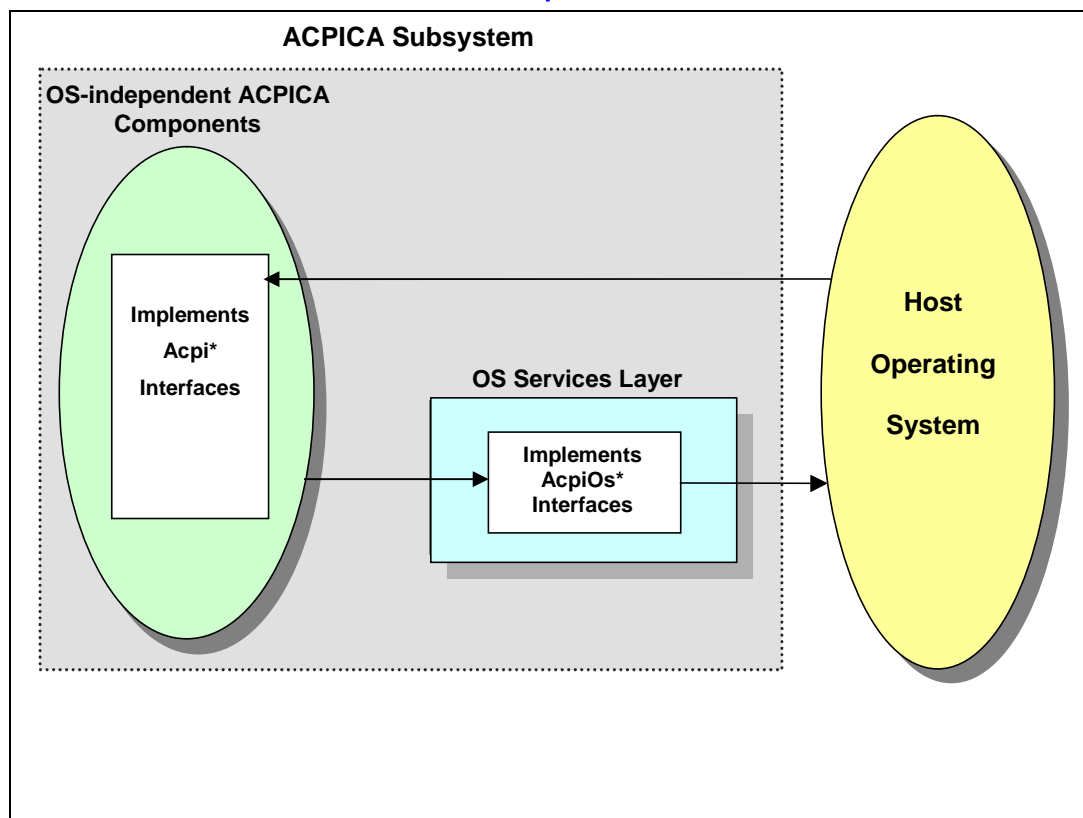 ACPICA Subsystem
OS-independent ACPICA
Components
Implements
Acpi*
Interfaces
OS Services Layer
Implements
AcpiOs*
Interfaces
Host
Operating
System